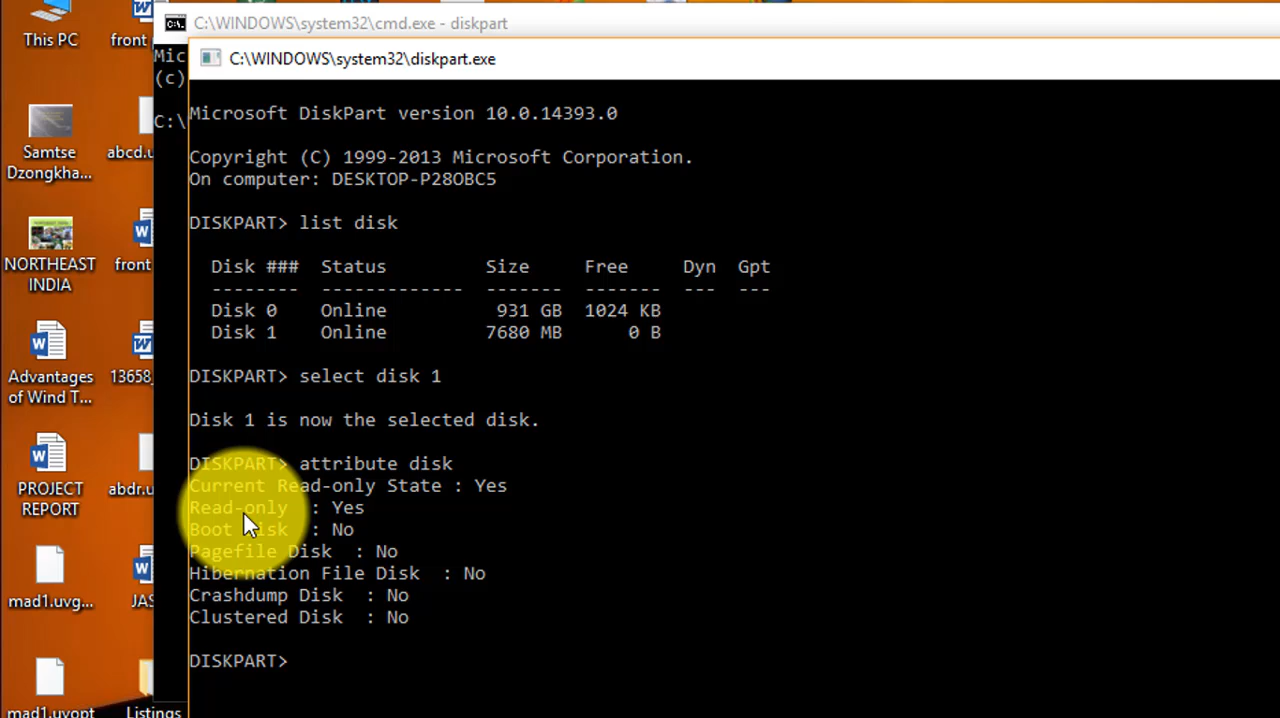 This PC
front
Samtse
Dzongkha...
abcd.u
NORTHEAST
INDIA
front
Advantages
of Wind T...
13658_
PROJECT
REPORT
abdr.u
mad1.uvg...
JAS
mad1.uvopt
Listings
C:\WINDOWS\system32\cmd.exe - diskpart
Mic
(c)
C:\
C:\WINDOWS\system32\diskpart.exe
Microsoft DiskPart version 10.0.14393.0
Copyright (C) 1999-2013 Microsoft Corporation.
On computer: DESKTOP-P28OBC5
DISKPART> list disk
Disk ### Status Size Free Dyn Gpt
-------- ------------- ------- ------- --- ---
Disk 0 Online 931 GB 1024 KB
Disk 1 Online 7680 MB 0 B
DISKPART> select disk 1
Disk 1 is now the selected disk.
DISKPART> attribute disk
Current Read-only State : Yes
Read-only : Yes
Boot Disk : No
Pagefile Disk : No
Hibernation File Disk : No
Crashdump Disk : No
Clustered Disk : No
DISKPART>